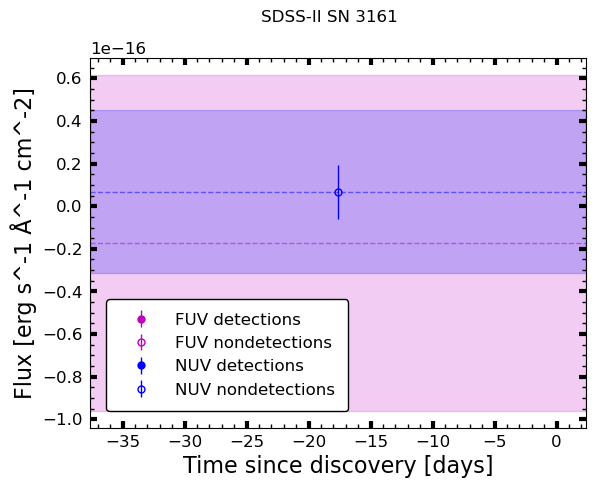 SDSS-II SN 3161
1e−16
0.6
0.4
0.2
0.0
−0.2
−0.4
−0.6
−0.8
−1.0
Flux [erg s^-1 Å^-1 cm^-2]
FUV detections
FUV nondetections
NUV detections
NUV nondetections
−35 −30 −25 −20 −15 −10 −5 0
Time since discovery [days]